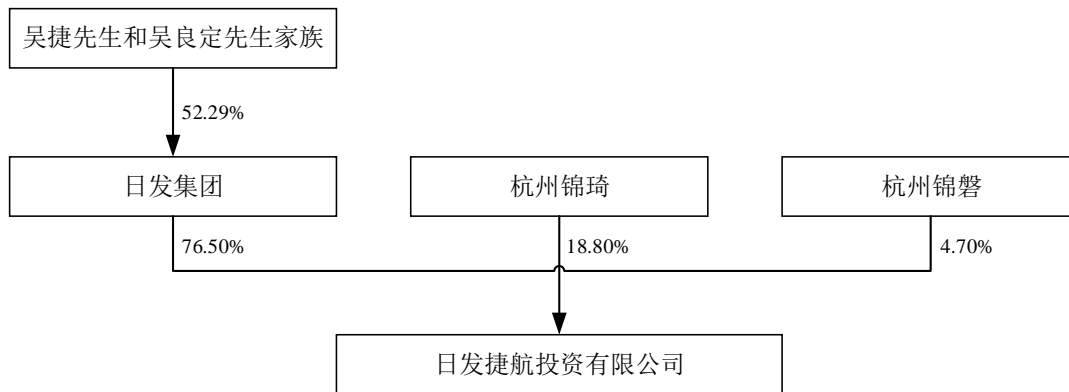 吴捷先生和吴良定先生家族
52.29%
日发集团
杭州锦琦
杭州锦磐
76.50%
18.80%
4.70%
日发捷航投资有限公司